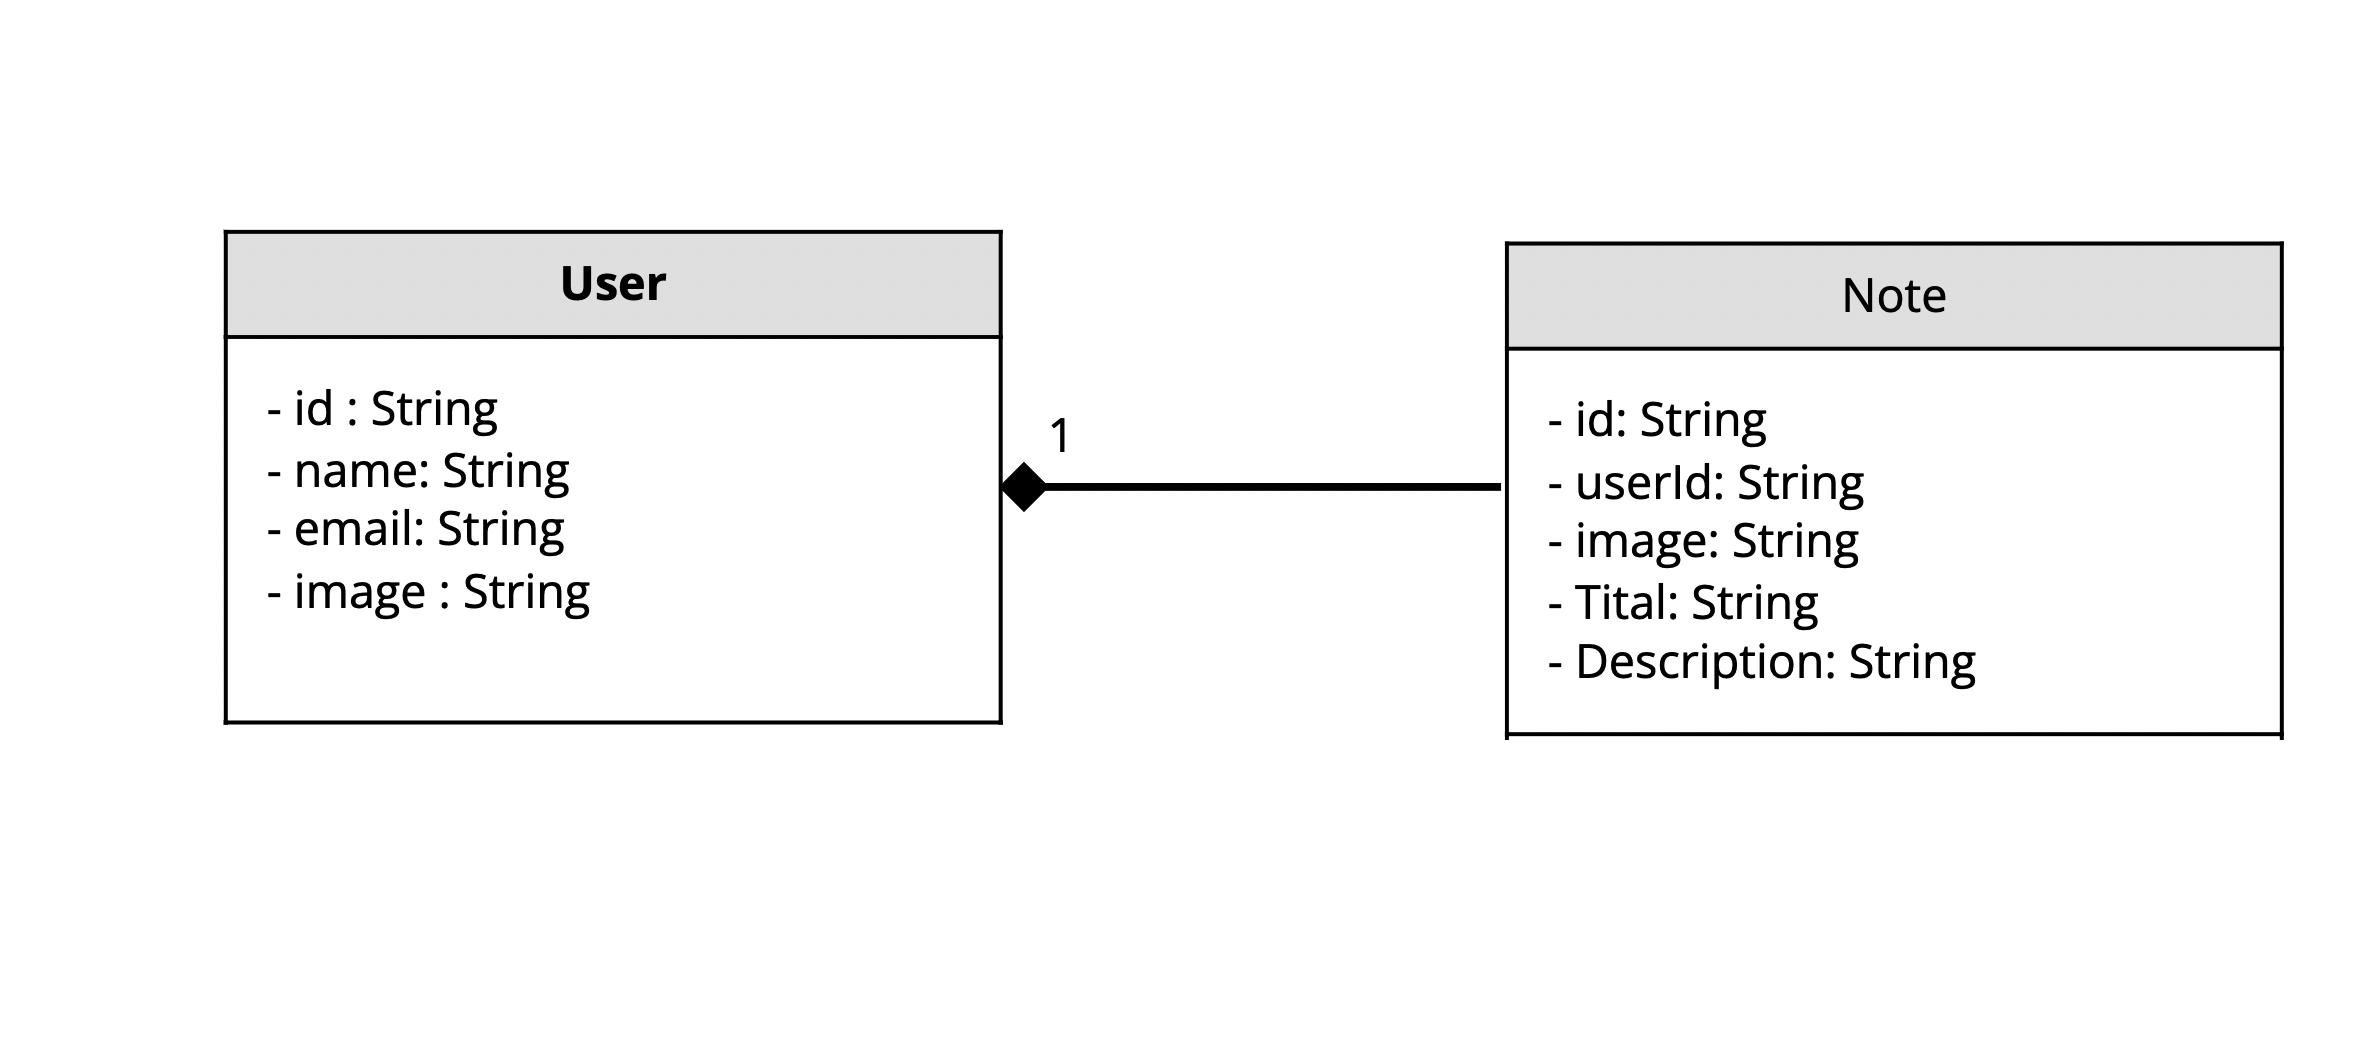 User
- id : String
- name: String
- email: String
- image : String
1
Note
- id: String
- userId: String
- image: String
- Tital: String
- Description: String